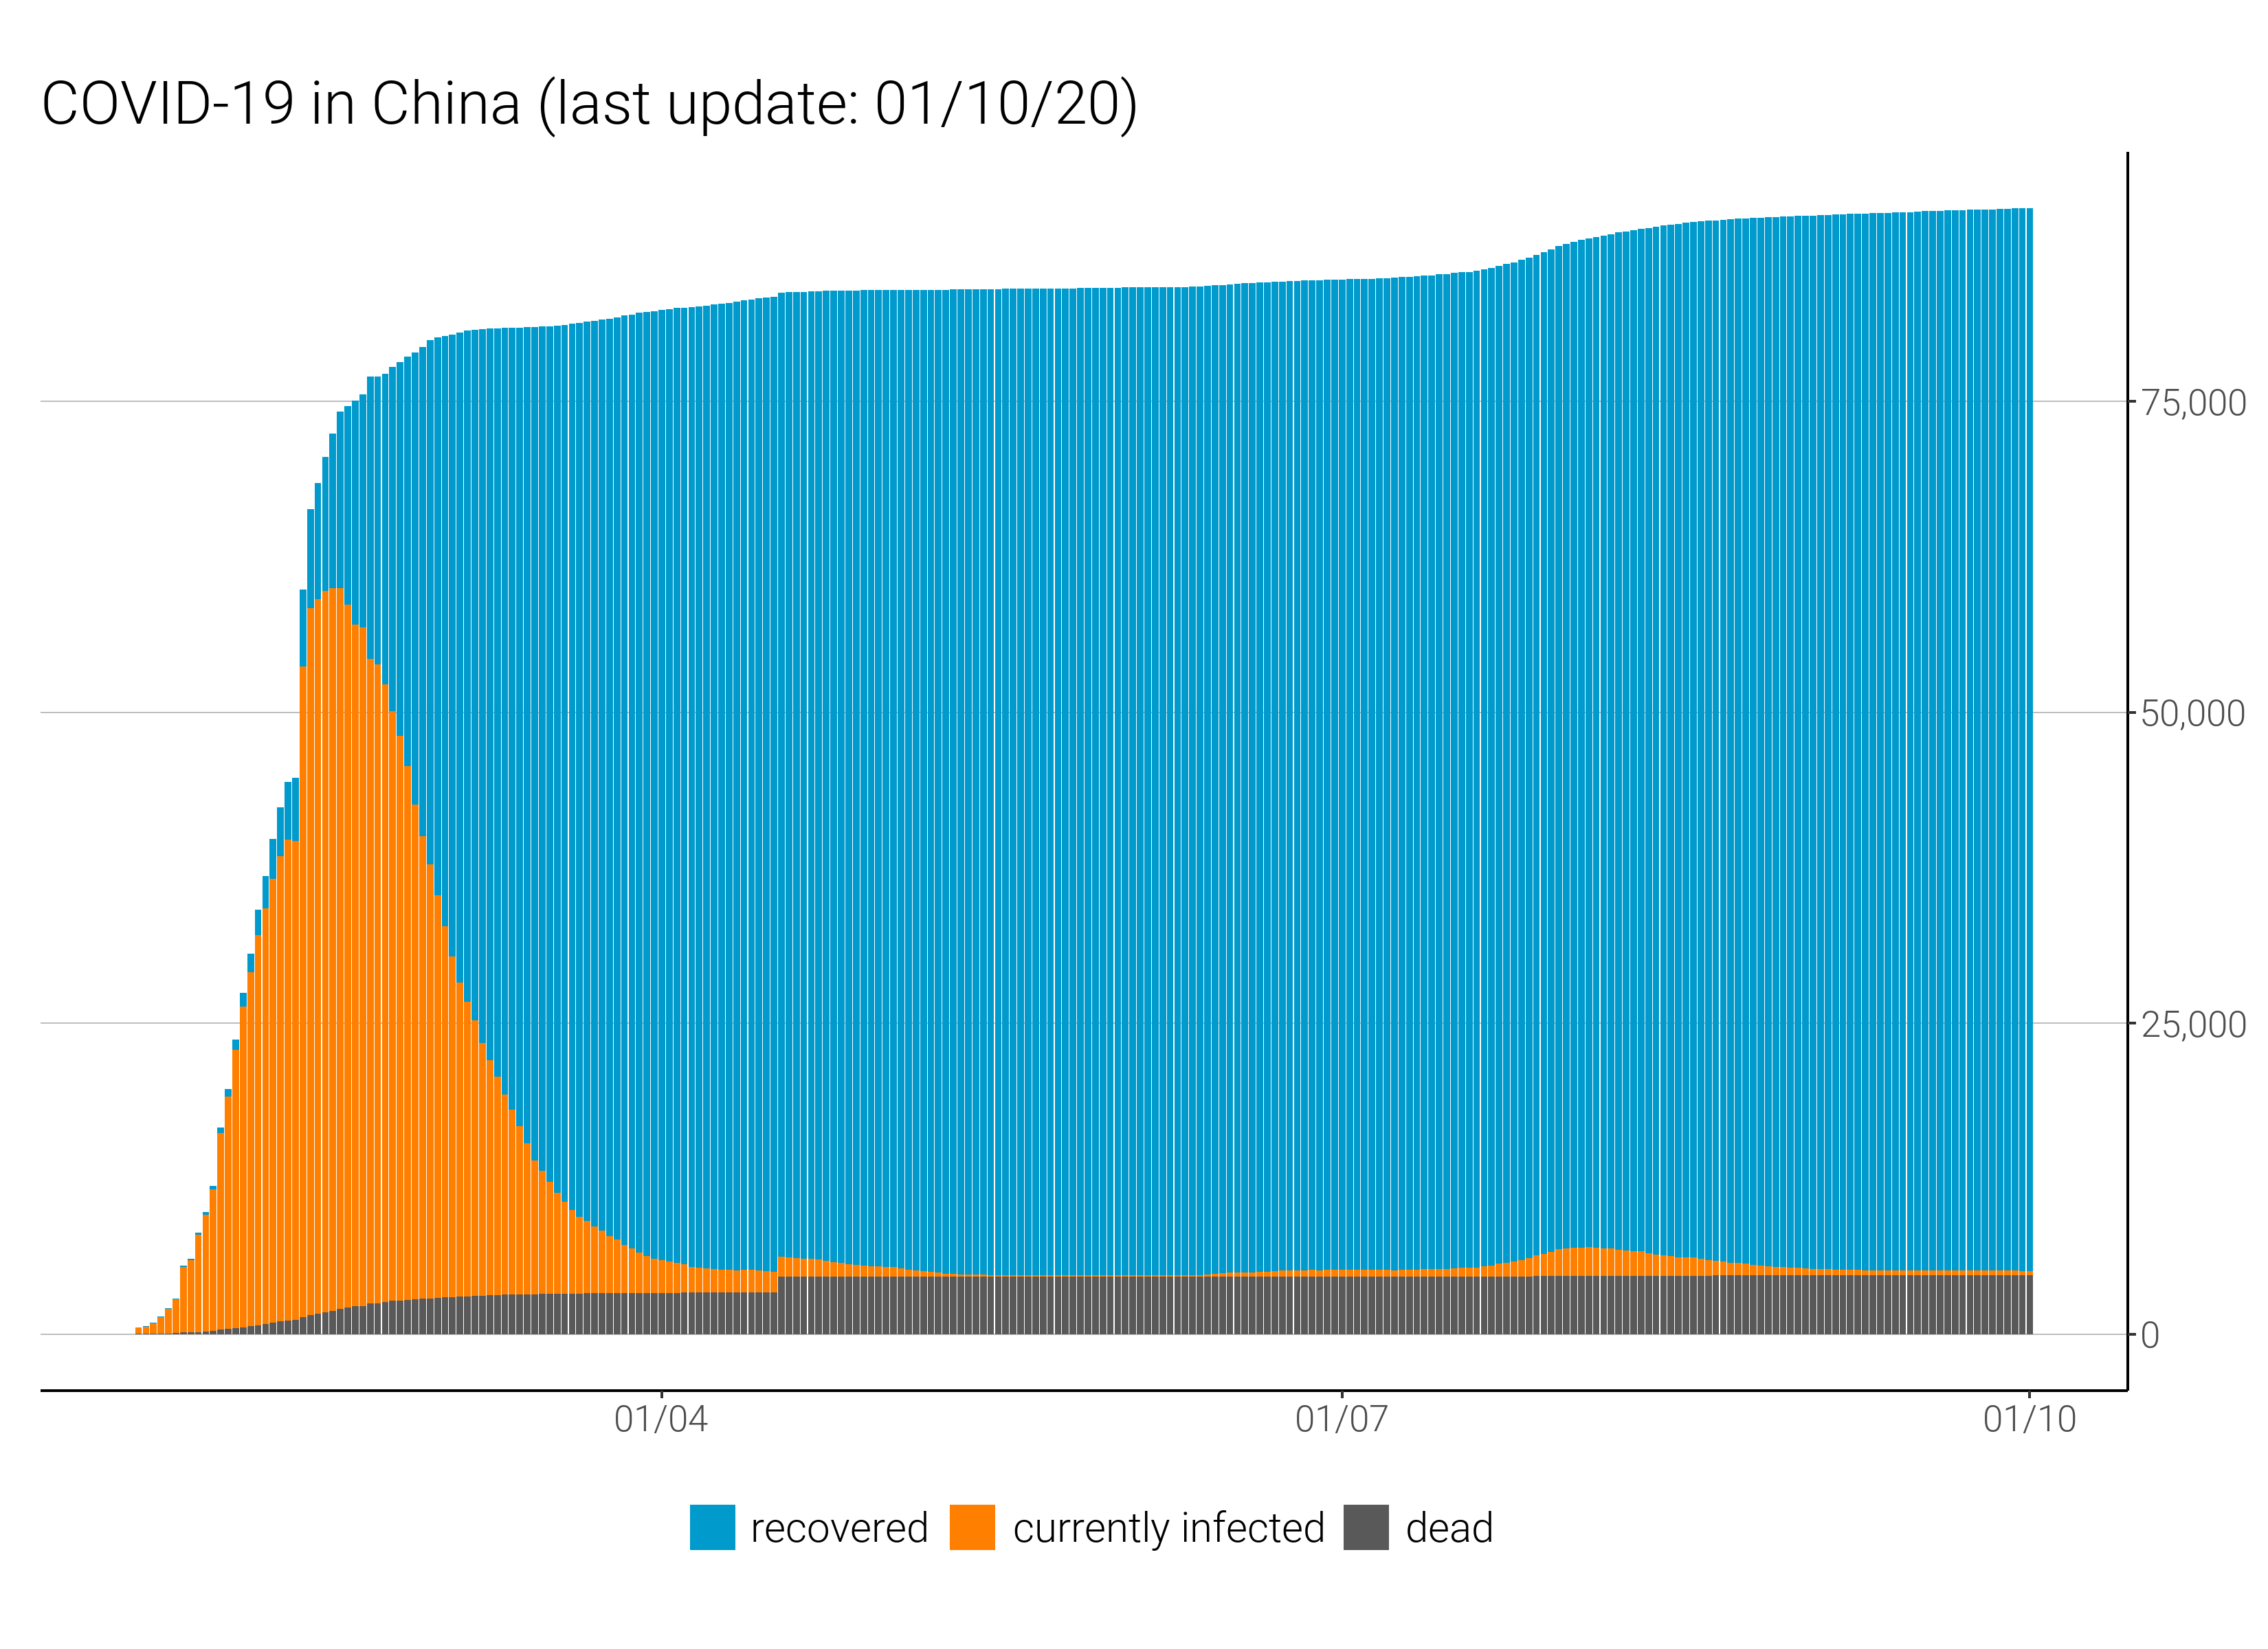 COVID-19 in China (last update: 01/10/20)
75,000
50,000
25,000
0
01/04 01/07 01/10
recovered currently infected dead